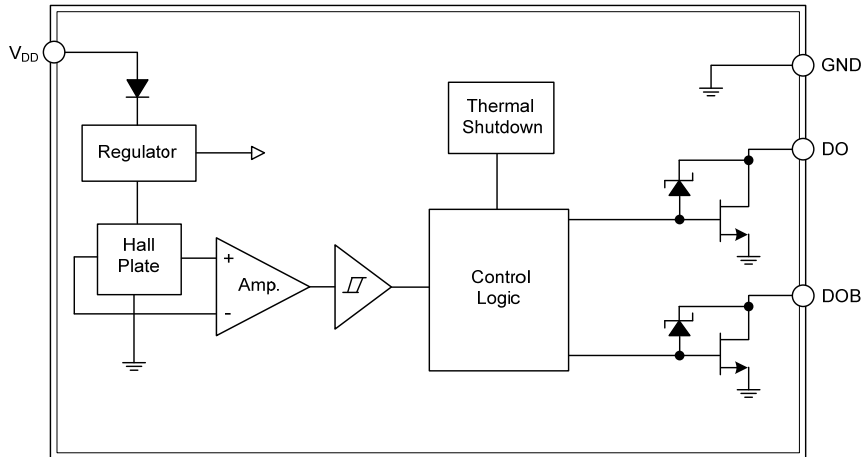 VDD
GND
Thermal
Shutdown
Regulator
DO
Hall
Plate
+
Amp.
-
Control
Logic
DOB